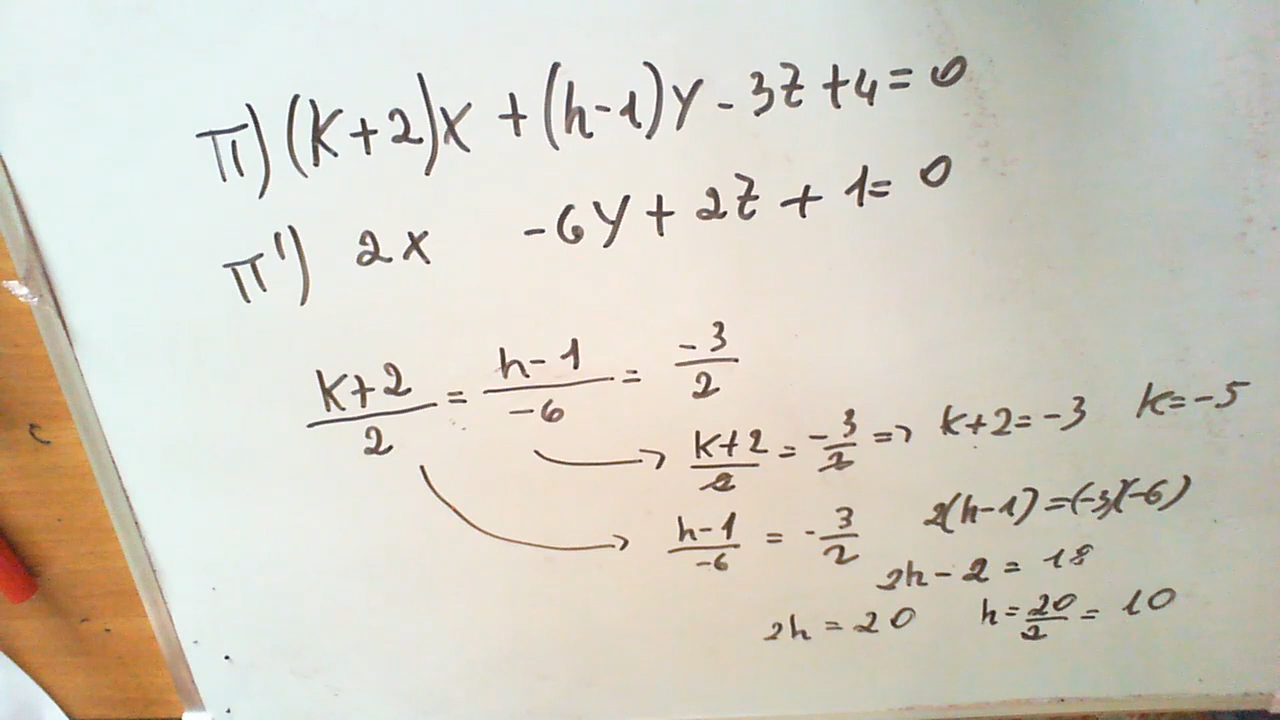 π) (K+2)X + (h-1)Y - 3Z + 4 = 0
π') 2X -6Y + 2Z + 1 = 0
K+2/2 = h-1/-6 = -3/2
→ K+2/2 = -3/2 => K+2 = -3 K = -5
→ h-1/-6 = -3/2 2(h-1) = (-3)(-6)
2h - 2 = 18
2h = 20 h = 20/2 = 10